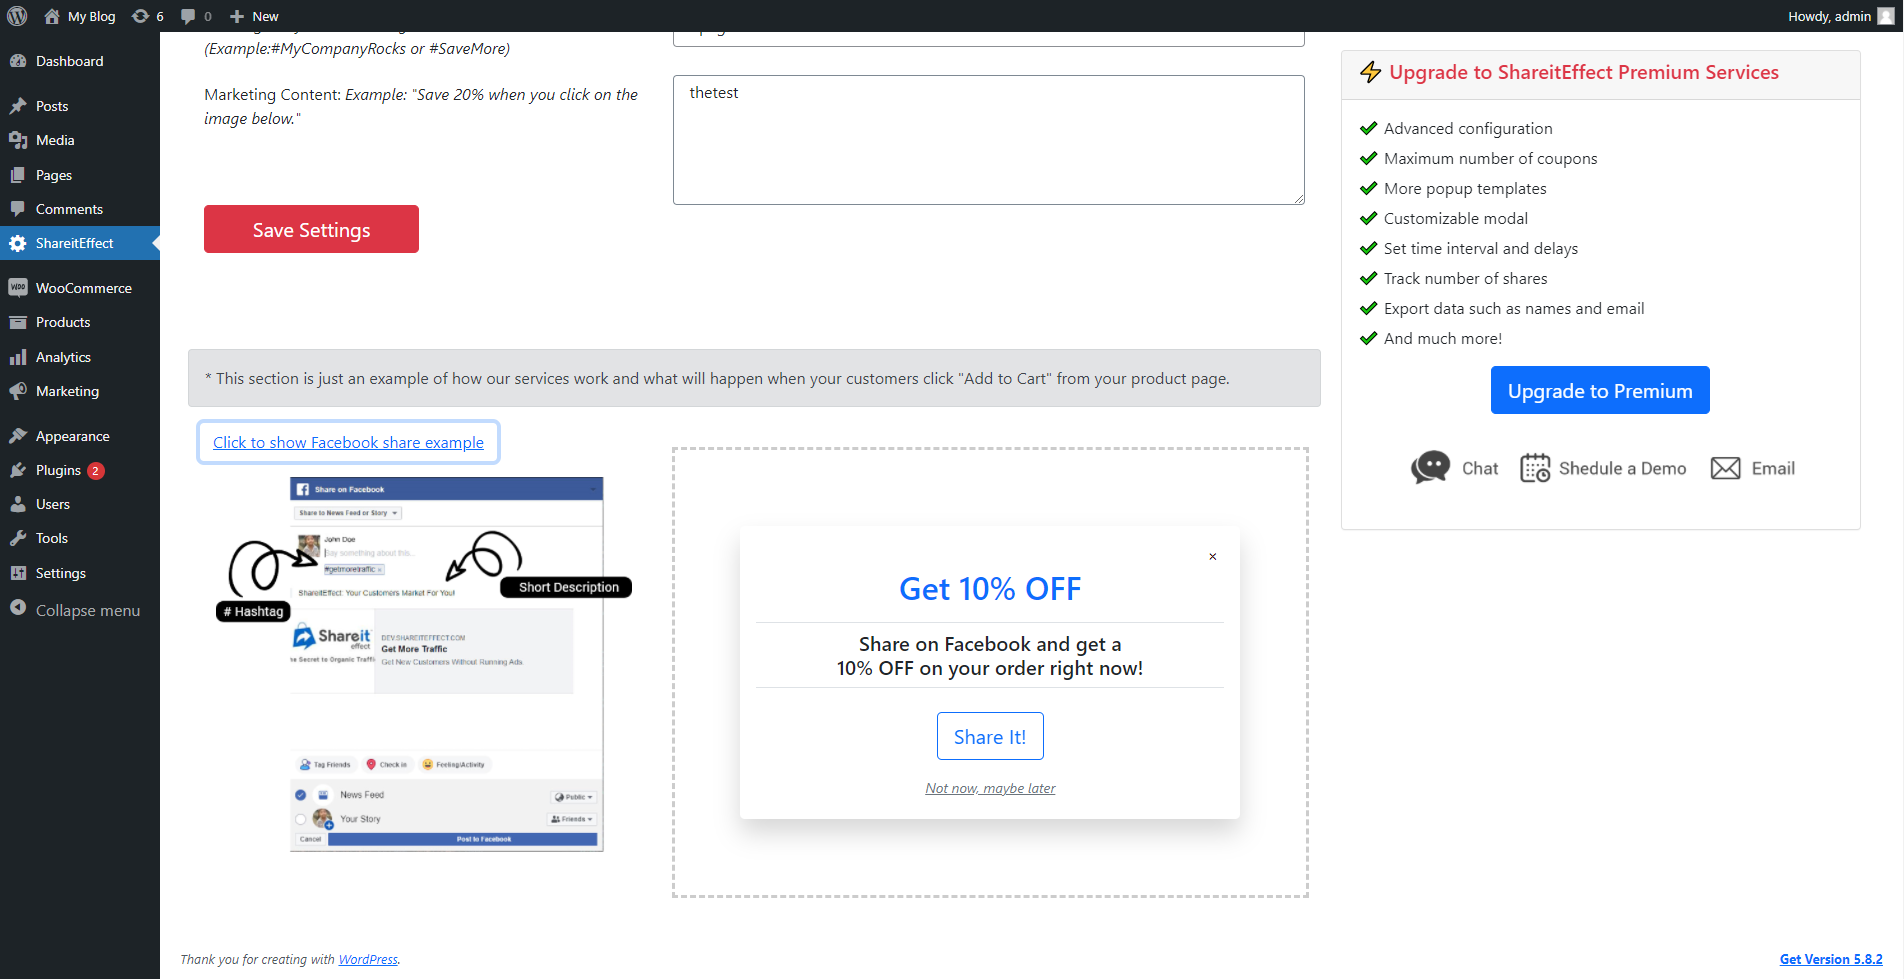 My Blog
6
0
New
Howdy, admin
Dashboard
Posts
Media
Pages
Comments
ShareitEffect
WooCommerce
Products
Analytics
Marketing
Appearance
Plugins 2
Users
Tools
Settings
Collapse menu
(Example:#MyCompanyRocks or #SaveMore)
Marketing Content: Example: "Save 20% when you click on the
image below."
thetest
Save Settings
* This section is just an example of how our services work and what will happen when your customers click "Add to Cart" from your product page.
Click to show Facebook share example
Share on Facebook
Share to News Feed or Story
John Doe
Say something about this...
#getmoretraffic
ShareitEffect: Your Customers Market For You!
Short Description
# Hashtag
Shareit
effect
he Secret to Organic Traffi
DEV.SHAREITEFFECT.COM
Get More Traffic
Get New Customers Without Running Ads
Tag Friends
Check in
Feeling/Activity
News Feed
Public
Your Story
Friends
Cancel
Post to Facebook
×
Get 10% OFF
Share on Facebook and get a
10% OFF on your order right now!
Share It!
Not now, maybe later
Upgrade to ShareitEffect Premium Services
Advanced configuration
Maximum number of coupons
More popup templates
Customizable modal
Set time interval and delays
Track number of shares
Export data such as names and email
And much more!
Upgrade to Premium
Chat
Shedule a Demo
Email
Thank you for creating with WordPress.
Get Version 5.8.2